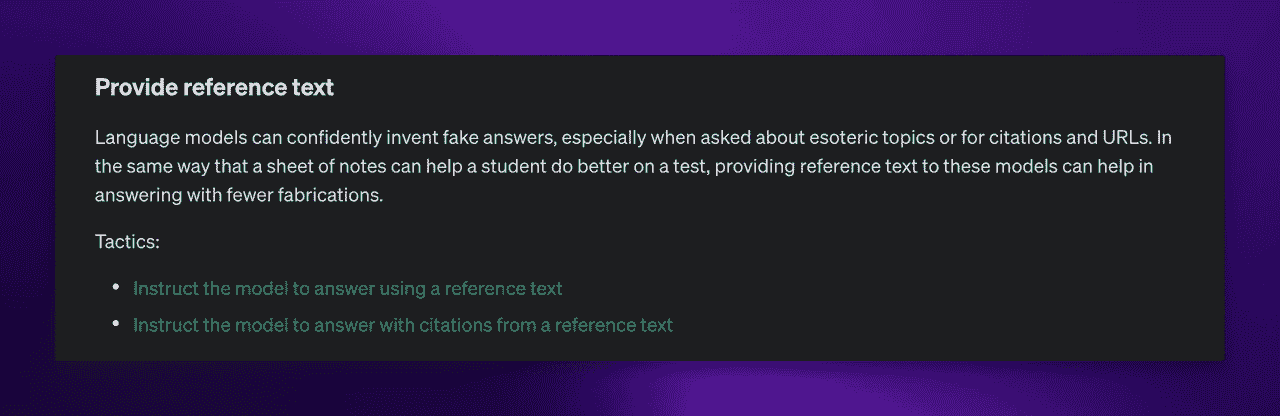 Provide reference text
Language models can confidently invent fake answers, especially when asked about esoteric topics or for citations and URLs. In
the same way that a sheet of notes can help a student do better on a test, providing reference text to these models can help in
answering with fewer fabrications.
Tactics:
• Instruct the model to answer using a reference text
• Instruct the model to answer with citations from a reference text